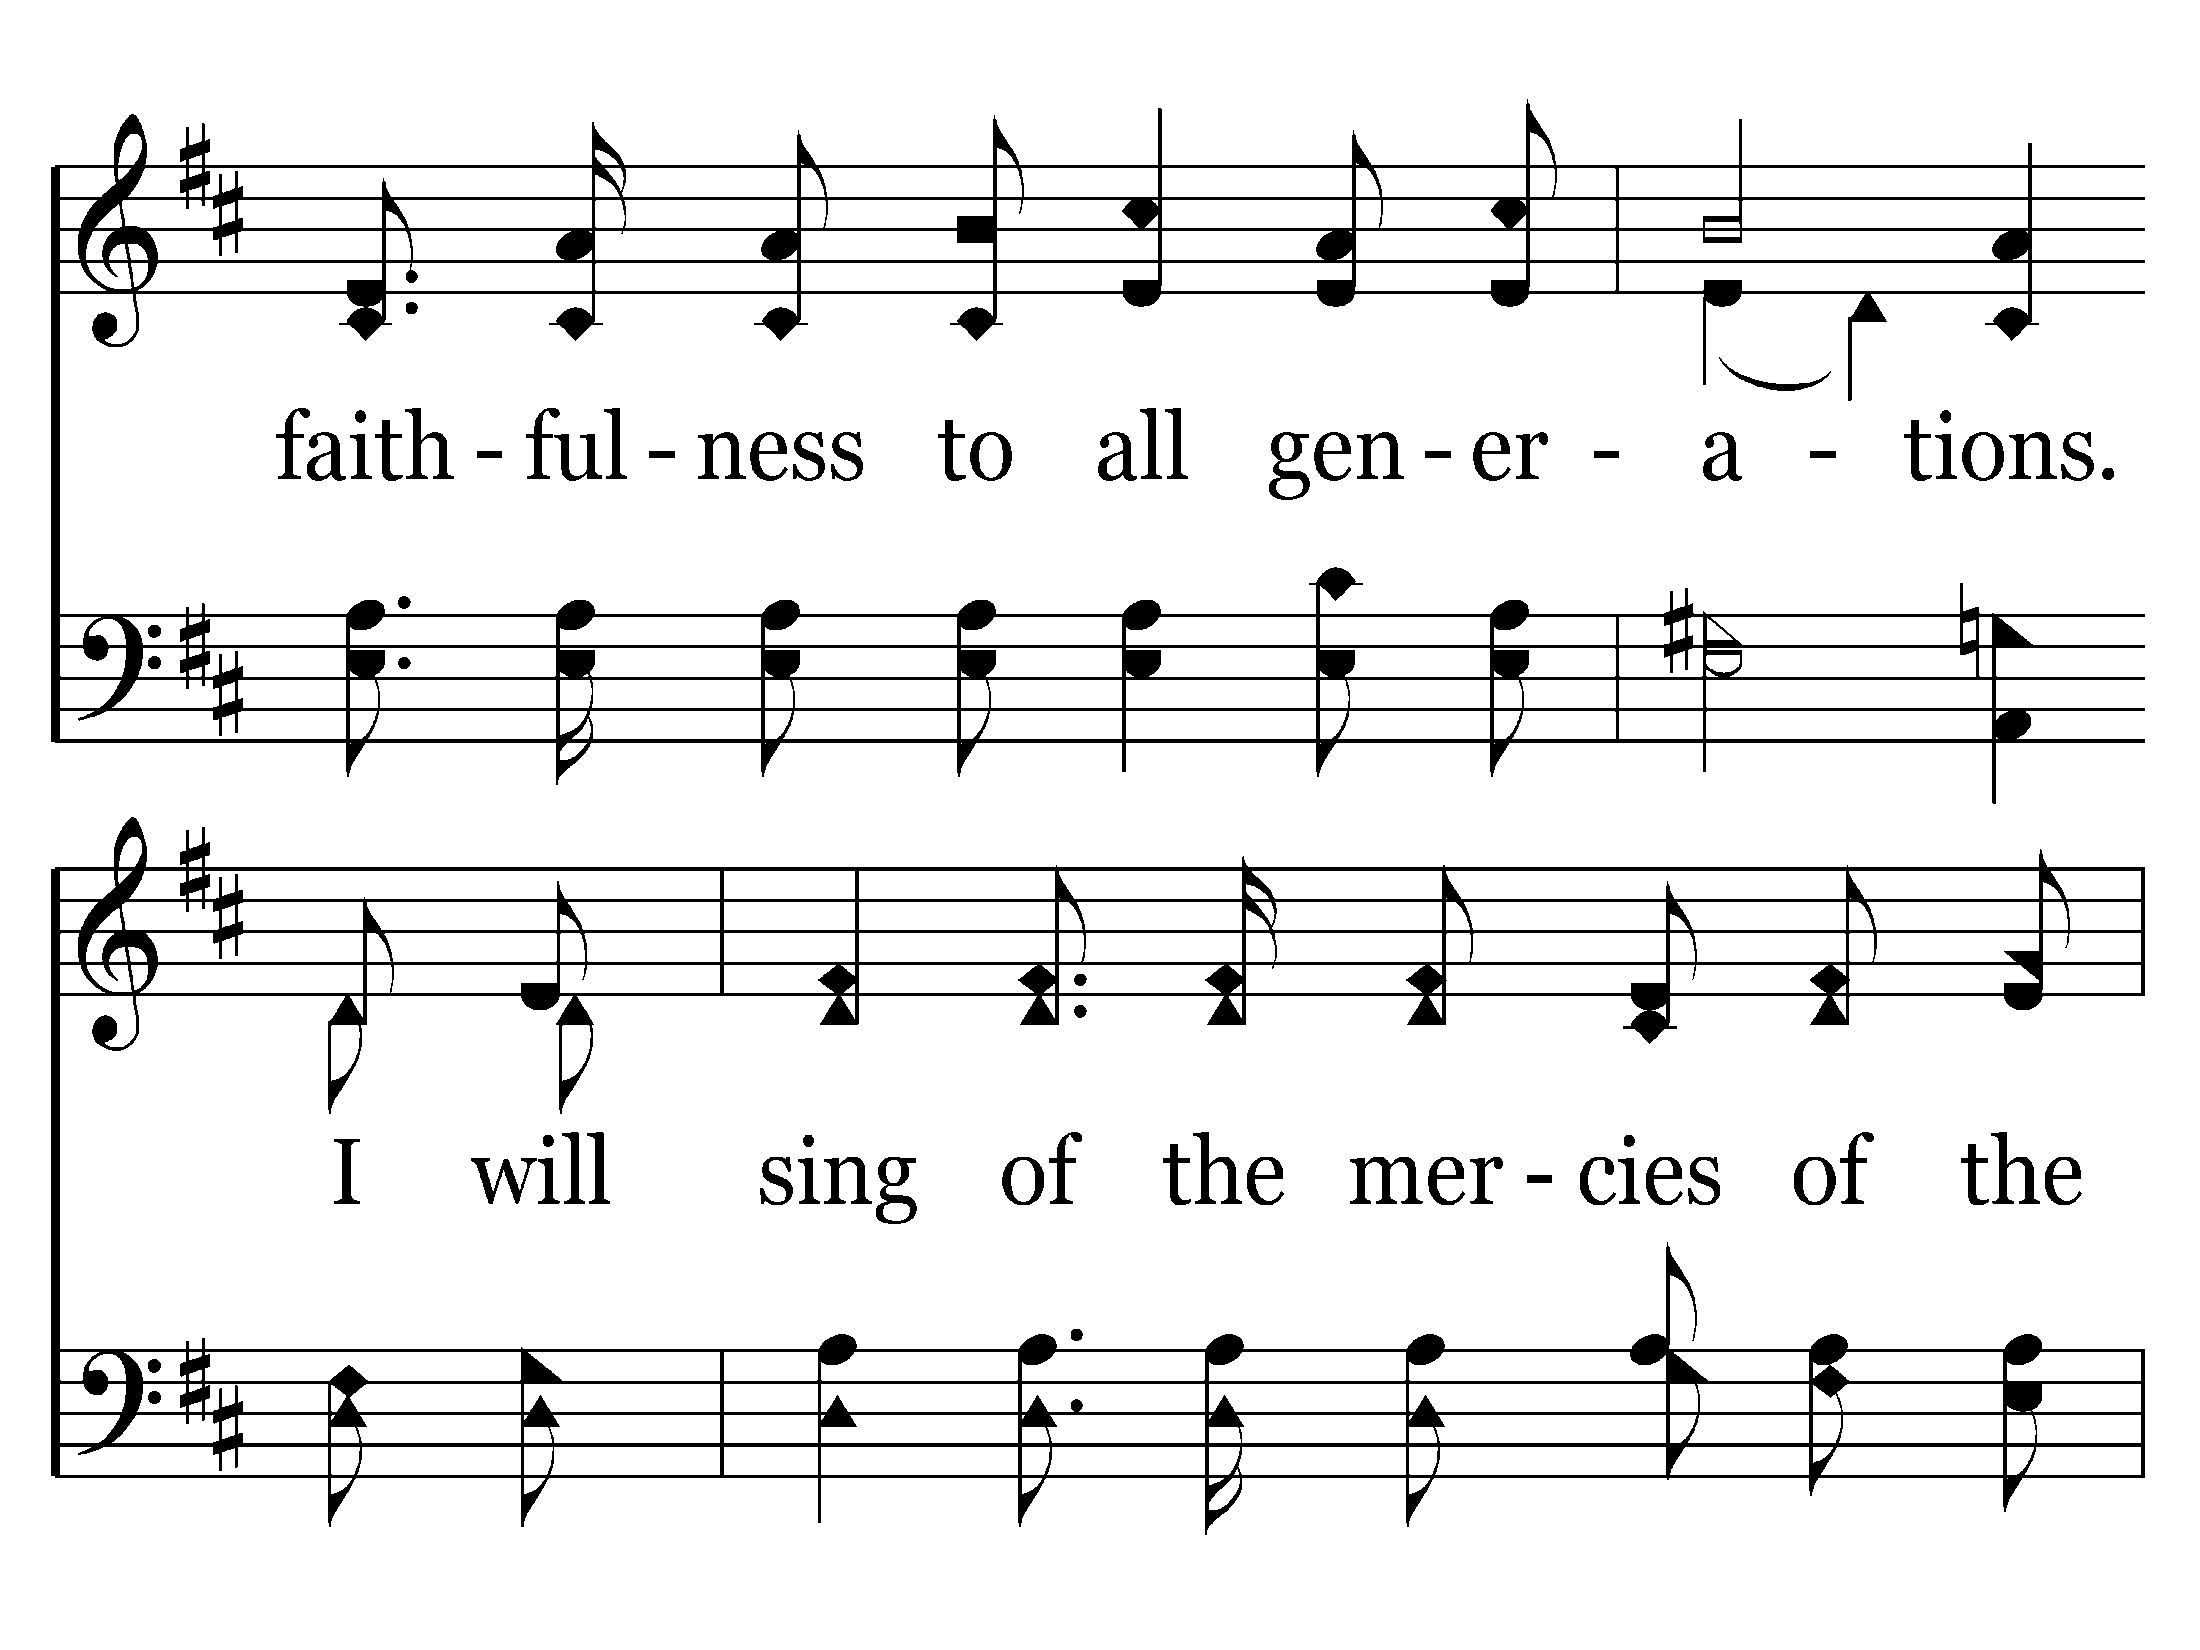 faith - ful - ness to all gen - er - a - tions.
I will sing of the mer - cies of the